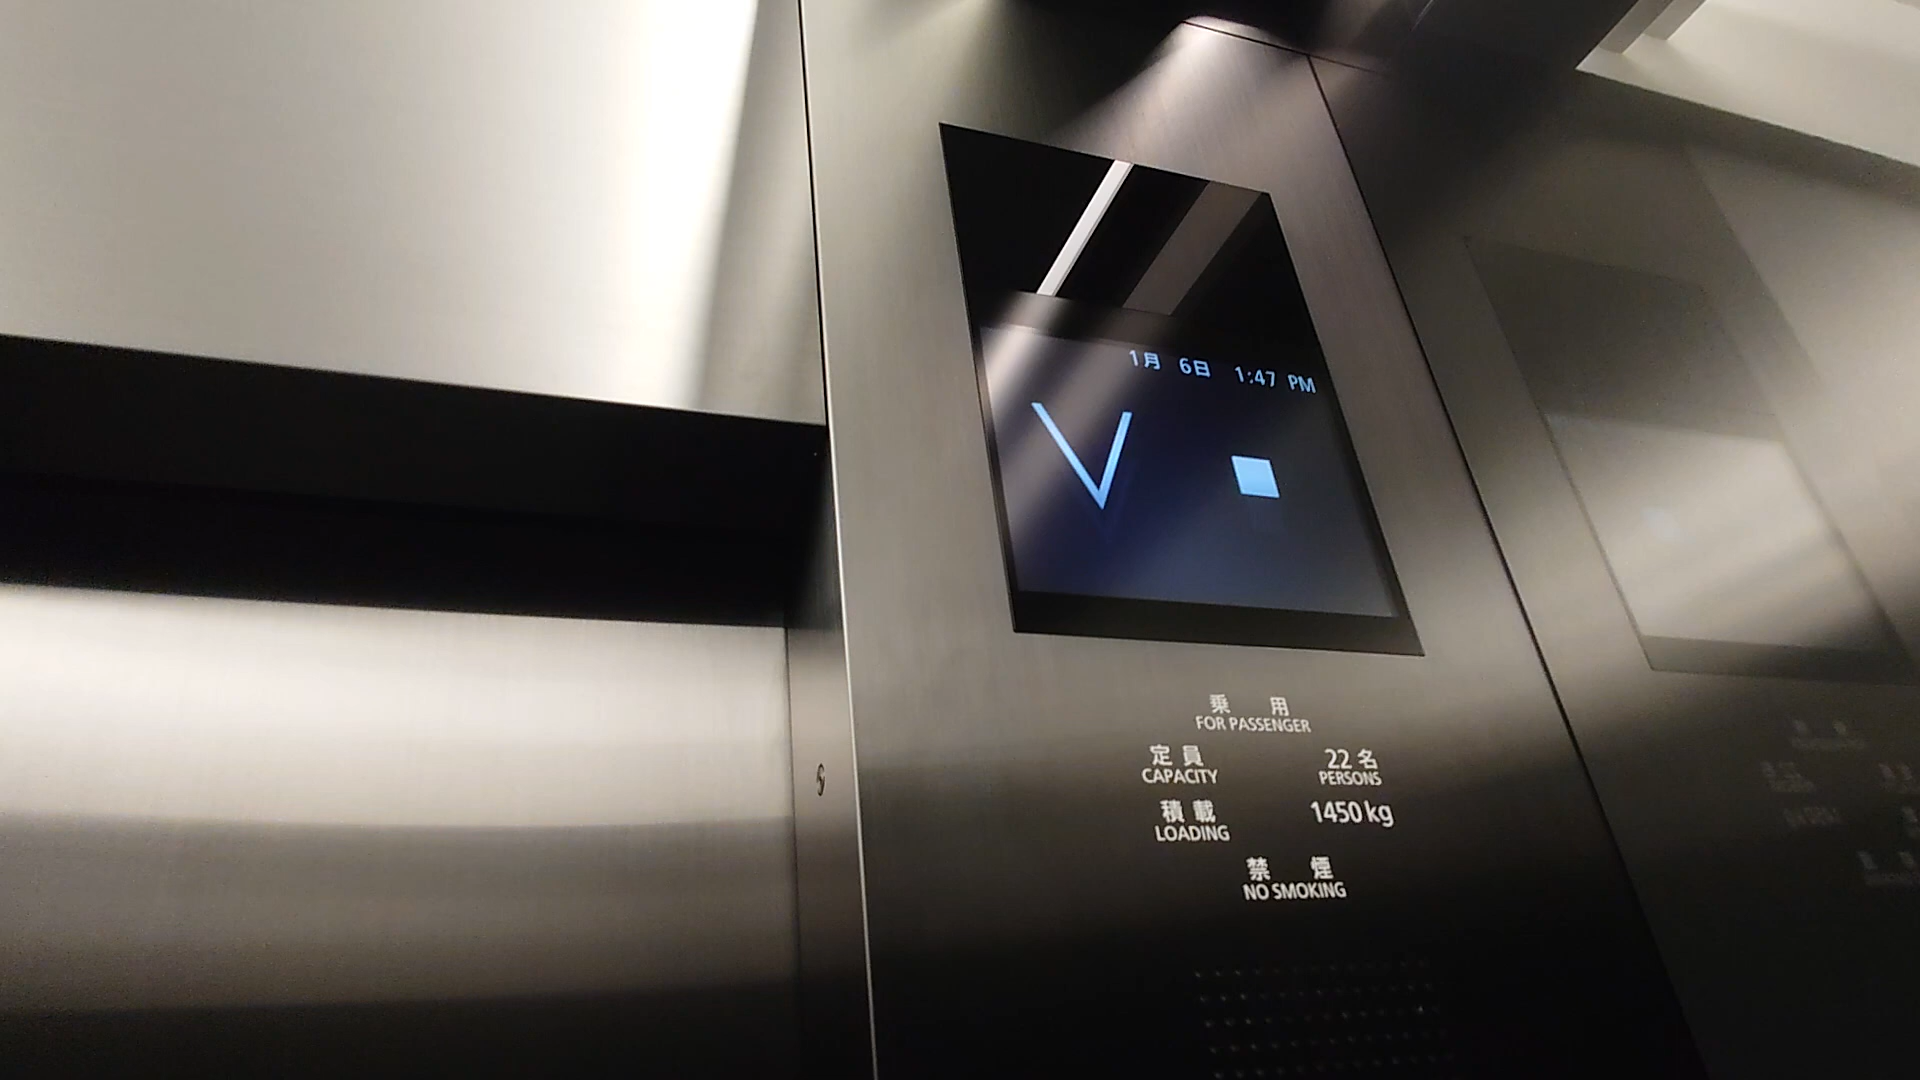 1月 6日 1:47 PM
乗 用
FOR PASSENGER
定 員 22 名
CAPACITY PERSONS
積 載 1450 kg
LOADING
禁 煙
NO SMOKING